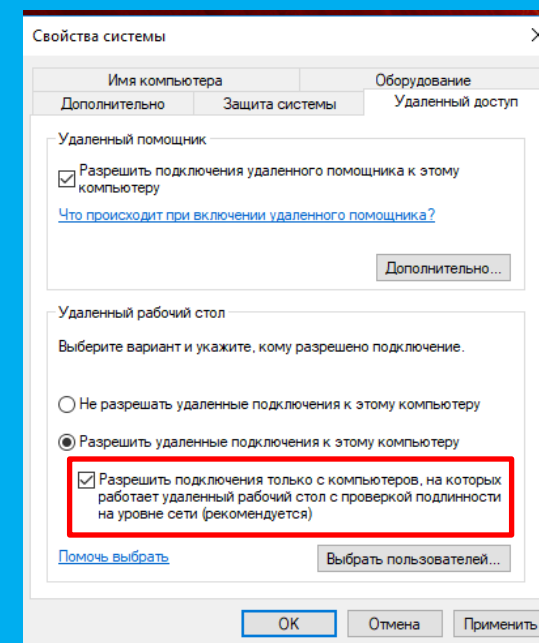 Свойства системы
Имя компьютера
Оборудование
Дополнительно
Защита системы
Удаленный доступ
Удаленный помощник
Разрешить подключения удаленного помощника к этому
компьютеру
Что происходит при включении удаленного помощника?
Дополнительно...
Удаленный рабочий стол
Выберите вариант и укажите, кому разрешено подключение.
Не разрешать удаленные подключения к этому компьютеру
Разрешить удаленные подключения к этому компьютеру
Разрешить подключения только с компьютеров, на которых
работает удаленный рабочий стол с проверкой подлинности
на уровне сети (рекомендуется)
Помочь выбрать
Выбрать пользователей...
OK
Отмена
Применить